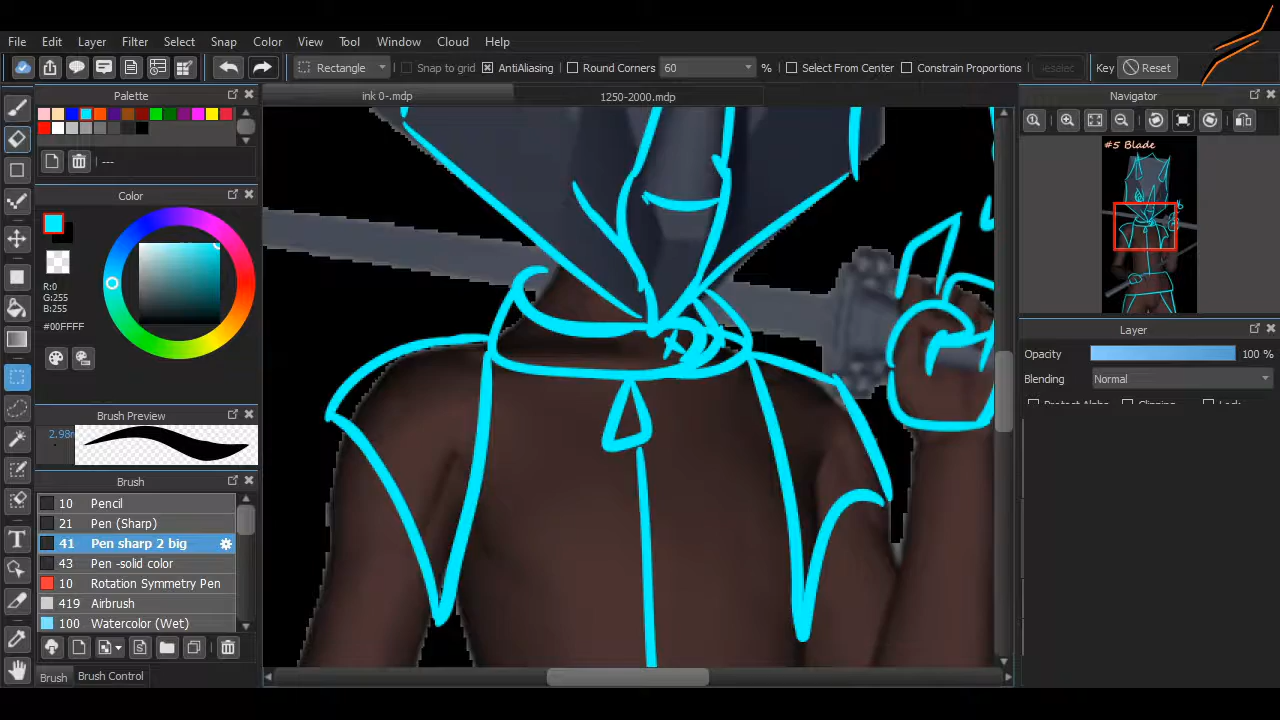 File Edit Layer Filter Select Snap Color View Tool Window Cloud Help
Rectangle Snap to grid AntiAliasing Round Corners 60 % Select From Center Constrain Proportions Key Reset
Palette
---
ink 0-.mdp 1250-2000.mdp
Navigator
#5 Blade
Color
R:0
G:255
B:255
#00FFFF
Layer
Opacity 100 %
Blending Normal
Protect Alpha Clipping Lock
Brush Preview
Brush
10 Pencil
21 Pen (Sharp)
41 Pen sharp 2 big
43 Pen -solid color
10 Rotation Symmetry Pen
419 Airbrush
100 Watercolor (Wet)
Brush Brush Control